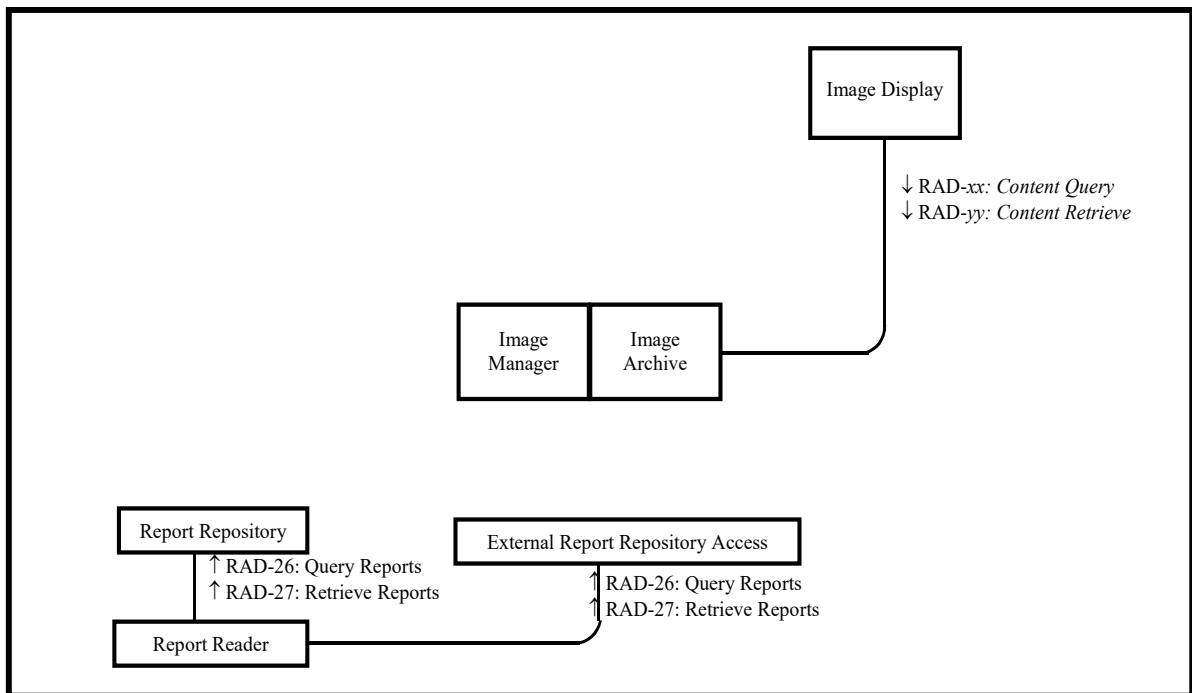 Image Display
↓ RAD-xx: Content Query
↓ RAD-yy: Content Retrieve
Image
Manager
Image
Archive
Report Repository
↑ RAD-26: Query Reports
↑ RAD-27: Retrieve Reports
External Report Repository Access
↑ RAD-26: Query Reports
↑ RAD-27: Retrieve Reports
Report Reader